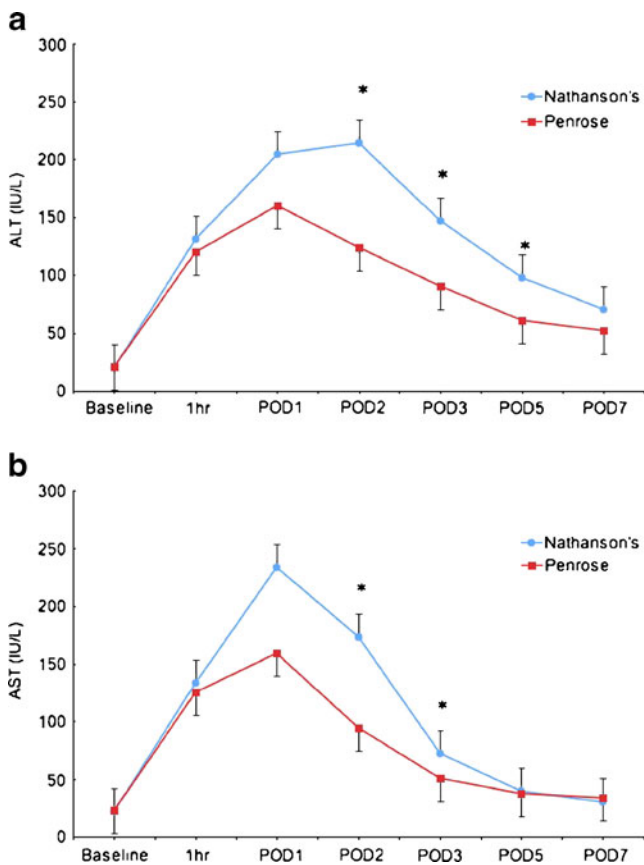 a
300
250
200
150
100
50
0
ALT (IU/L)
*
*
*
Nathanson's
Penrose
Baseline 1hr POD1 POD2 POD3 POD5 POD7
b
300
250
200
150
100
50
0
AST (IU/L)
*
*
Nathanson's
Penrose
Baseline 1hr POD1 POD2 POD3 POD5 POD7